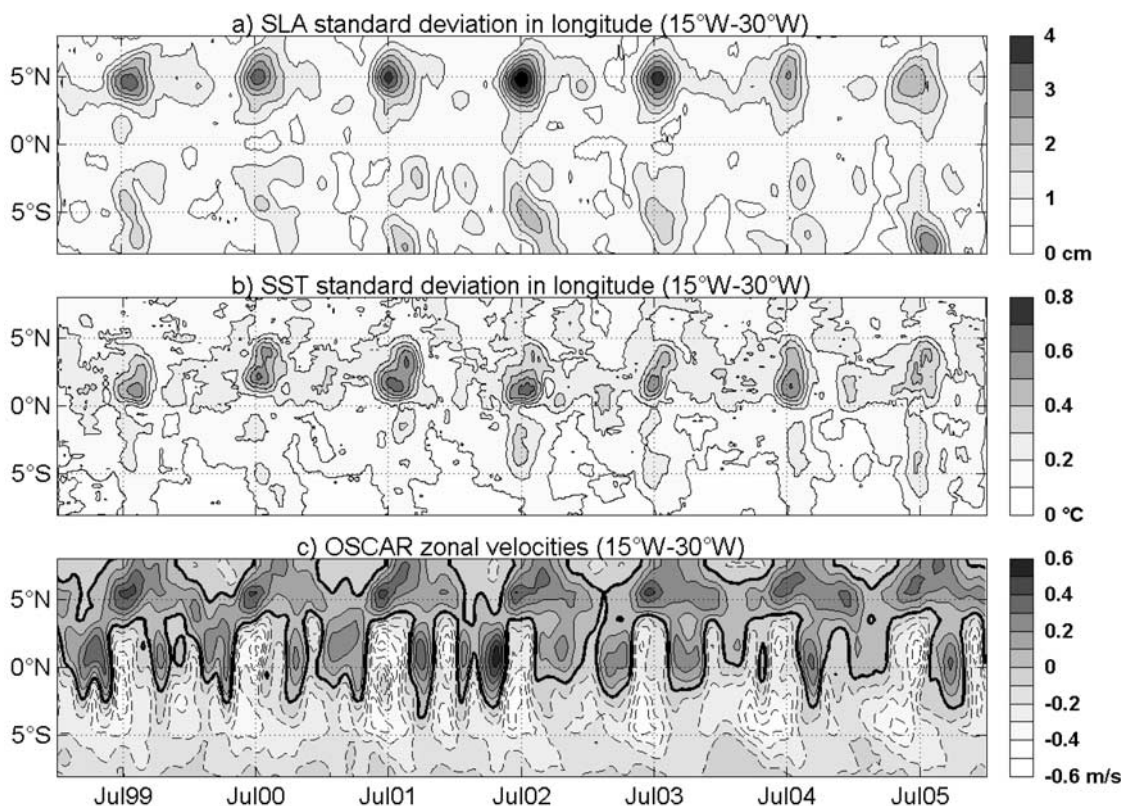 a) SLA standard deviation in longitude (15°W-30°W)
5°N
0°N
5°S
4
3
2
1
0 cm
b) SST standard deviation in longitude (15°W-30°W)
5°N
0°N
5°S
0.8
0.6
0.4
0.2
0 °C
c) OSCAR zonal velocities (15°W-30°W)
5°N
0°N
5°S
0.6
0.4
0.2
0
-0.2
-0.4
-0.6 m/s
Jul99 Jul00 Jul01 Jul02 Jul03 Jul04 Jul05